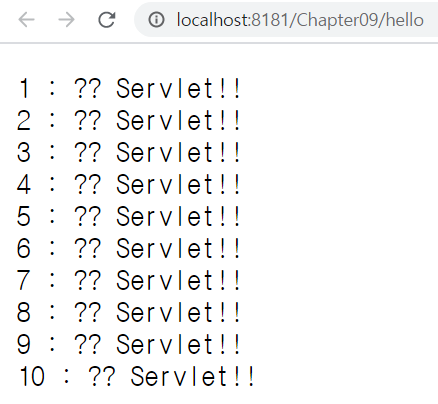 localhost:8181/Chapter09/hello
1 : ?? Servlet!!
2 : ?? Servlet!!
3 : ?? Servlet!!
4 : ?? Servlet!!
5 : ?? Servlet!!
6 : ?? Servlet!!
7 : ?? Servlet!!
8 : ?? Servlet!!
9 : ?? Servlet!!
10 : ?? Servlet!!